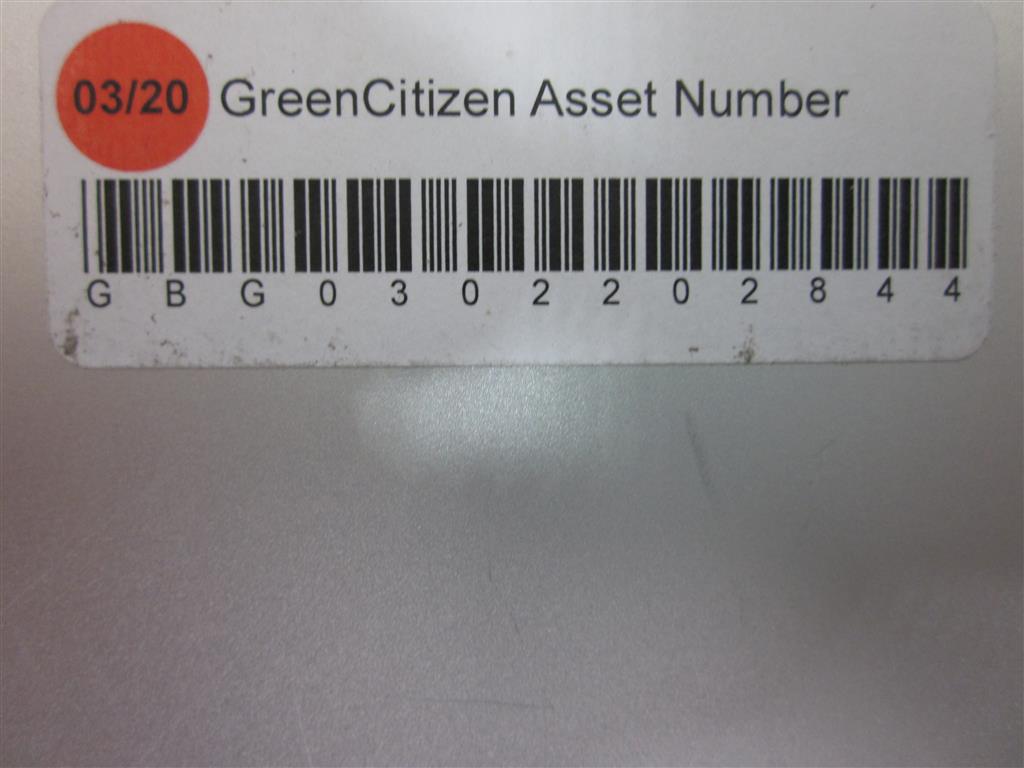 03/20 GreenCitizen Asset Number
G B G 0 3 0 2 2 0 2 8 4 4